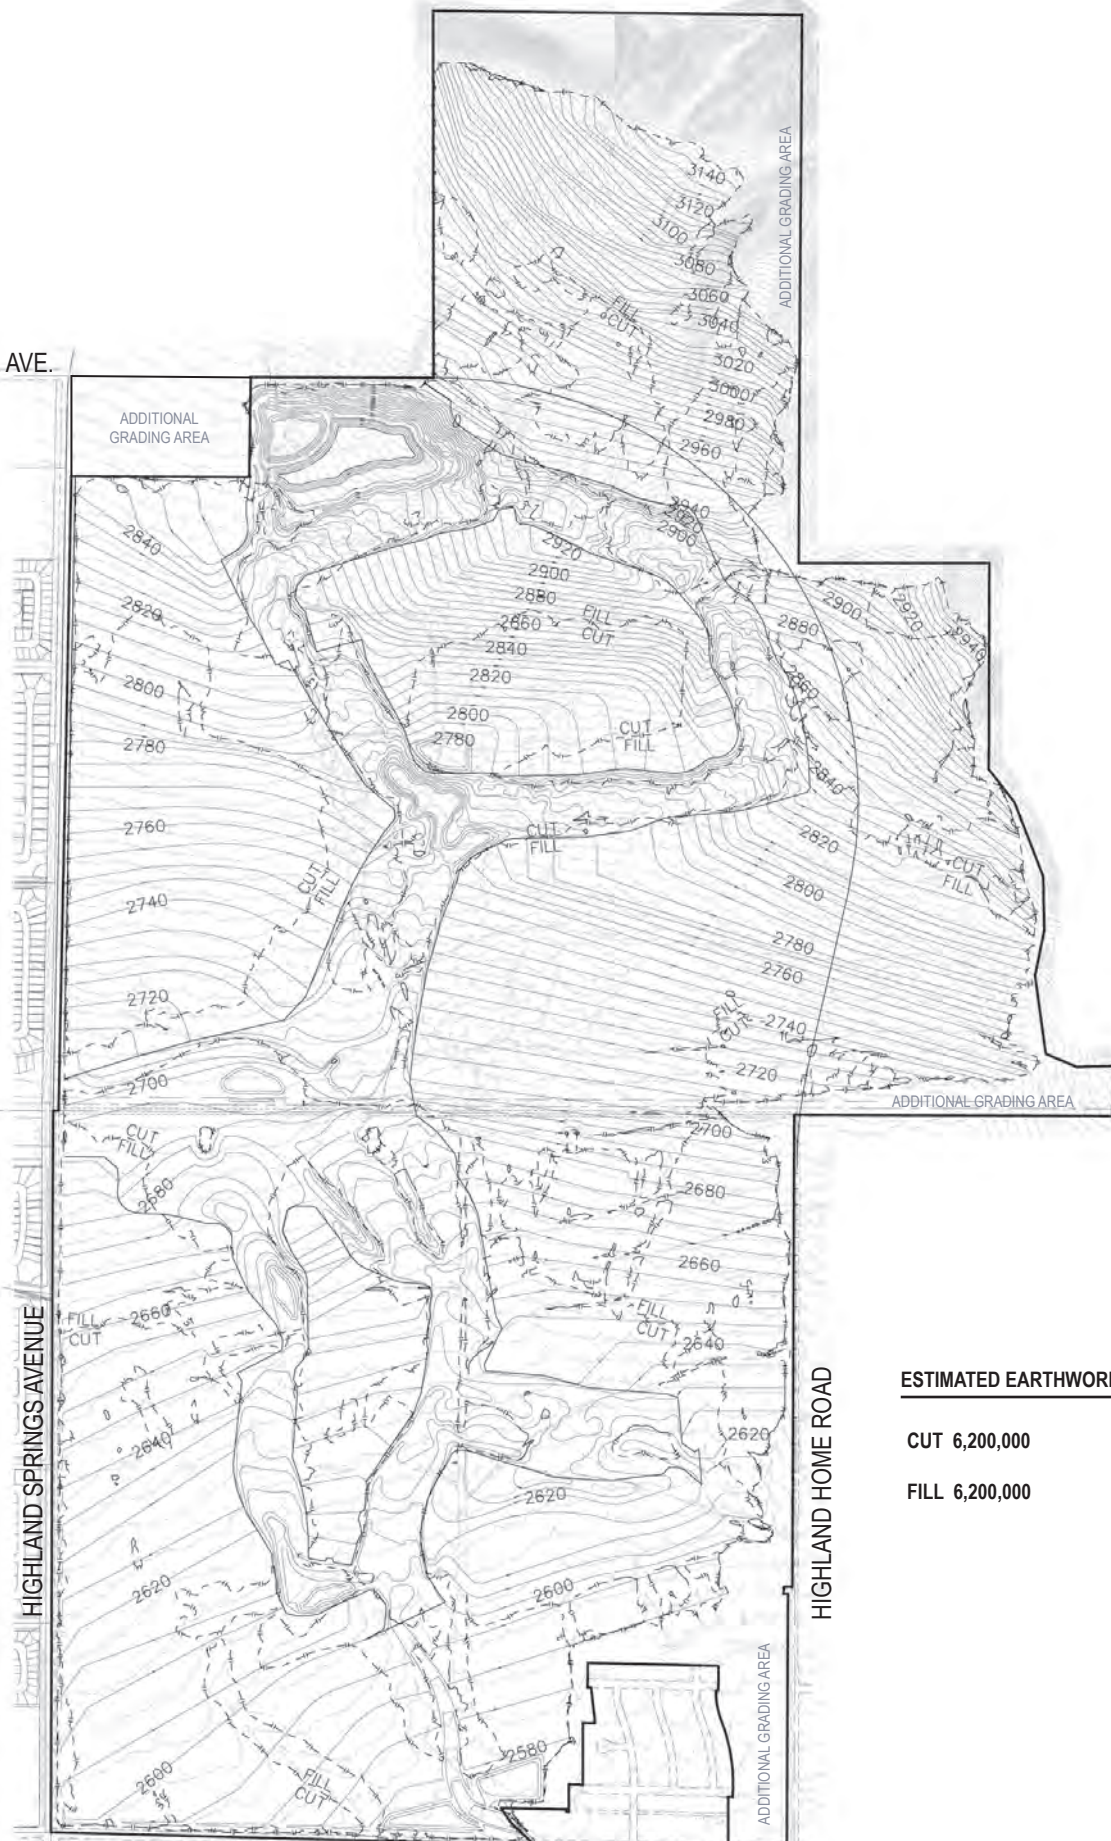 ADDITIONAL GRADING AREA
3140
3120
3100
3080
3060
FILL
CUT
3040
3020
3000
2980
2960
AVE.
ADDITIONAL
GRADING AREA
2940
2920
2900
2840
2920
2900
2880
2860
FILL
CUT
2840
2820
2800
2780
CUT
FILL
2900
2920
2940
2880
2860
2840
2820
2800
2780
2760
2740
2720
CUT
FILL
CUT
FILL
2820
2800
CUT
FILL
2780
2760
FILL
CUT
2740
2720
2700
ADDITIONAL GRADING AREA
CUT
FILL
2680
2700
2680
2660
FILL
CUT
2640
2620
FILL
CUT
2660
2640
2620
2600
2620
2600
2580
FILL
CUT
HIGHLAND SPRINGS AVENUE
HIGHLAND HOME ROAD
ADDITIONAL GRADING AREA
ESTIMATED EARTHWOR
CUT 6,200,000
FILL 6,200,000